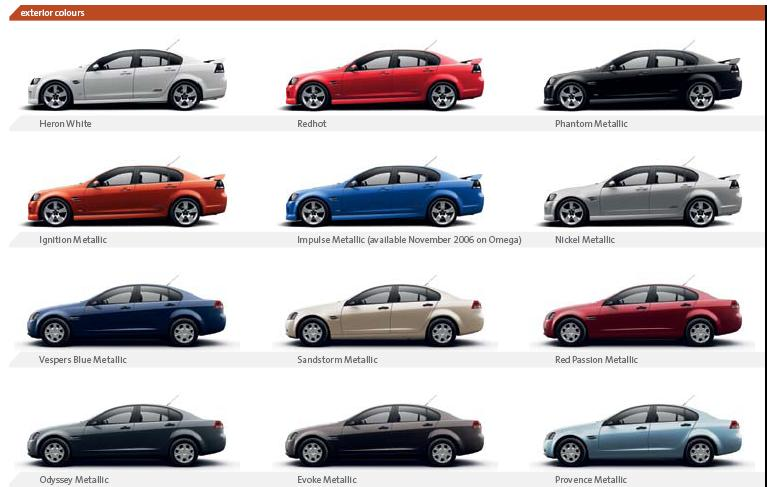 exterior colours
Heron White
Redhot
Phantom Metallic
Ignition Metallic
Impulse Metallic (available November 2006 on Omega)
Nickel Metallic
Vespers Blue Metallic
Sandstorm Metallic
Red Passion Metallic
Odyssey Metallic
Evoke Metallic
Provence Metallic